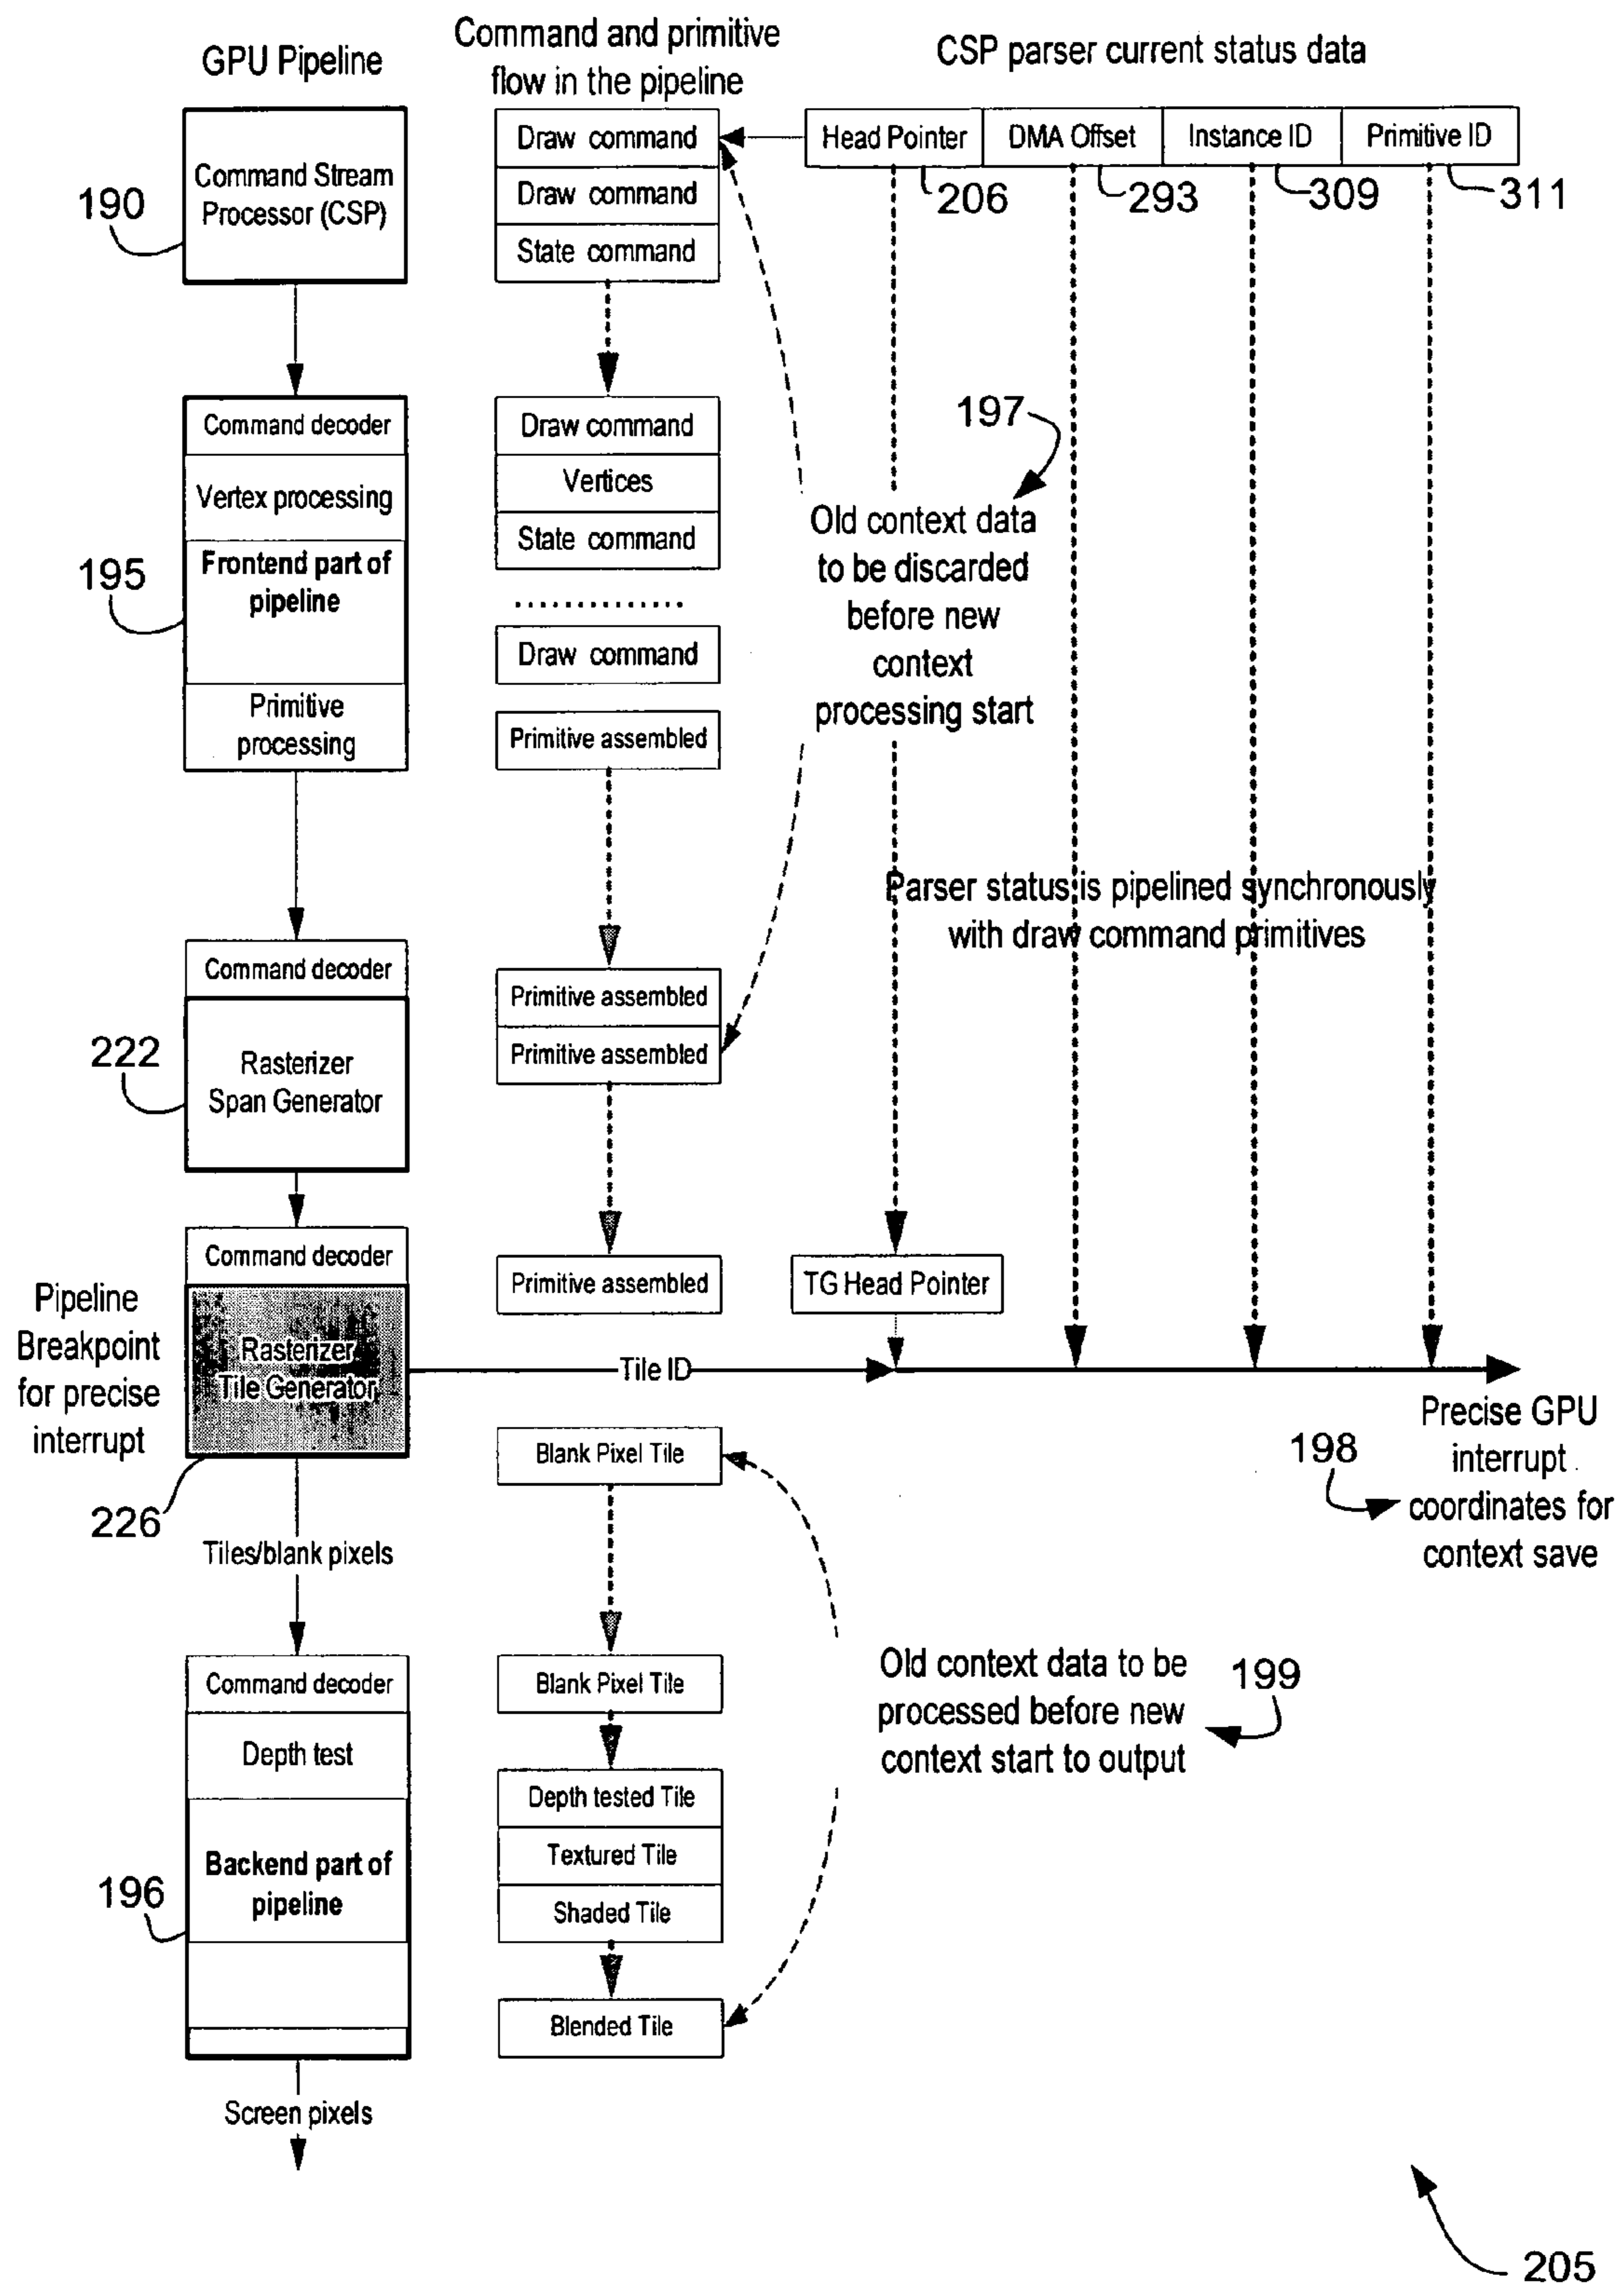 GPU Pipeline
Command and primitive
flow in the pipeline
CSP parser current status data
Command Stream
Processor (CSP)
190
Draw command
Draw command
State command
Head Pointer
DMA Offset
Instance ID
Primitive ID
206
293
309
311
Command decoder
Vertex processing
Frontend part of
pipeline
Primitive
processing
195
Draw command
Vertices
State command
..............
Draw command
Primitive assembled
197
Old context data
to be discarded
before new
context
processing start
Parser status is pipelined synchronously
with draw command primitives
Command decoder
Rasterizer
Span Generator
222
Primitive assembled
Primitive assembled
Command decoder
Rasterizer
Tile Generator
Pipeline
Breakpoint
for precise
interrupt
226
Primitive assembled
TG Head Pointer
Tile ID
Precise GPU
interrupt
coordinates for
context save
198
Blank Pixel Tile
Tiles/blank pixels
Command decoder
Depth test
Backend part of
pipeline
196
Blank Pixel Tile
Depth tested Tile
Textured Tile
Shaded Tile
Blended Tile
Old context data to be
processed before new
context start to output
199
Screen pixels
205